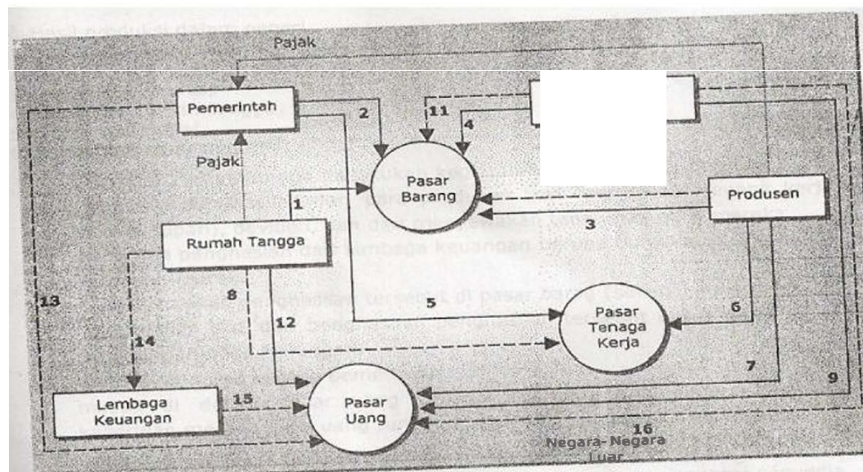 Pajak
Pemerintah
2
11
4
Pajak
Pasar
Barang
Produsen
1
3
Rumah Tangga
13
8
12
5
Pasar
Tenaga
Kerja
6
14
7
9
Lembaga
Keuangan
15
Pasar
Uang
16
Negara-Negara
Luar